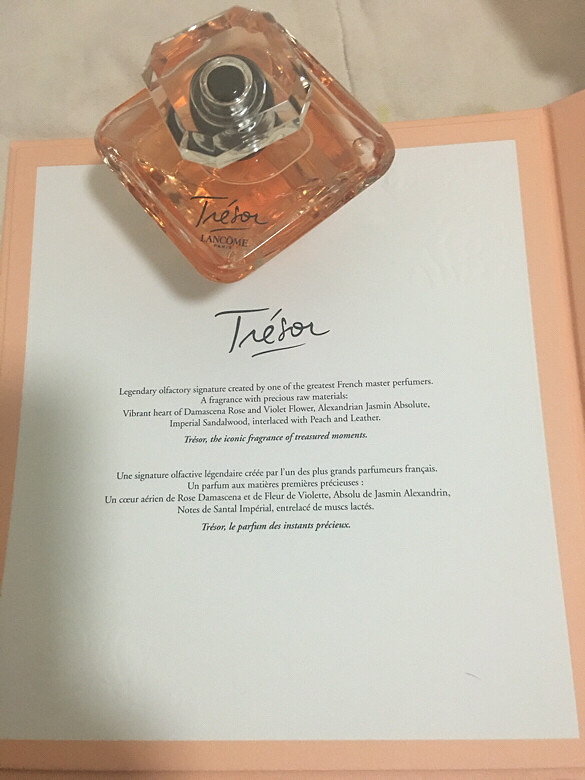 Trésor
LANCÔME
PARIS
Trésor
Legendary olfactory signature created by one of the greatest French master perfumers.
A fragrance with precious raw materials:
Vibrant heart of Damascena Rose and Violet Flower, Alexandrian Jasmin Absolute,
Imperial Sandalwood, interlaced with Peach and Leather.
Trésor, the iconic fragrance of treasured moments.
Une signature olfactive légendaire créée par l'un des plus grands parfumeurs français.
Un parfum aux matières premières précieuses :
Un cœur aérien de Rose Damascena et de Fleur de Violette, Absolu de Jasmin Alexandrin,
Notes de Santal Impérial, entrelacé de muscs lactés.
Trésor, le parfum des instants précieux.